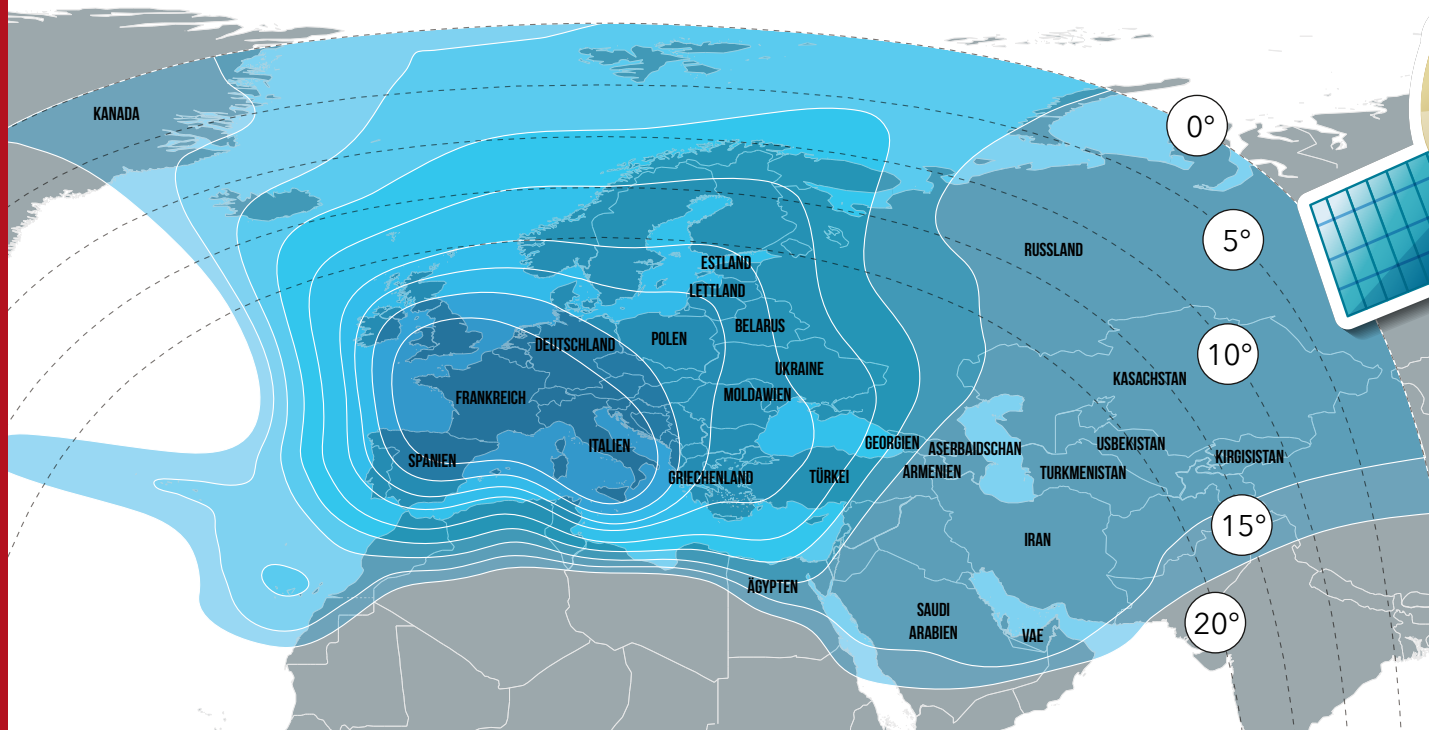 KANADA
0°
5°
RUSSLAND
ESTLAND
LETTLAND
BELARUS
POLEN
DEUTSCHLAND
10°
UKRAINE
KASACHSTAN
MOLDAWIEN
FRANKREICH
ITALIEN
GEORGIEN
ASERBAIDSCHAN
USBEKISTAN
KIRGISISTAN
SPANIEN
ARMENIEN
TURKMENISTAN
GRIECHENLAND
TÜRKEI
15°
IRAN
ÄGYPTEN
SAUDI
ARABIEN
VAE
20°